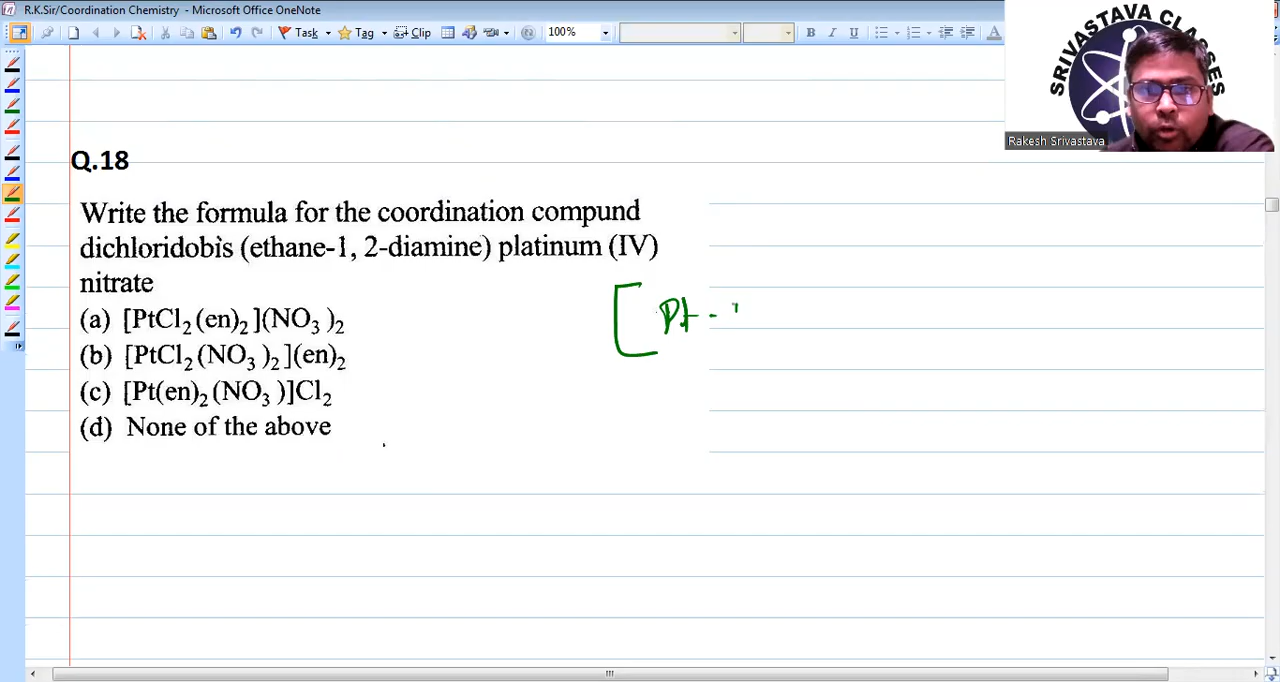 R.K.Sir/Coordination Chemistry - Microsoft Office OneNote
Task Tag Clip 100% B I U A
SRIVASTAVA CLASSES
Rakesh Srivastava
Q.18
Write the formula for the coordination compund
dichloridobis (ethane-1, 2-diamine) platinum (IV)
nitrate
(a) [PtCl₂(en)₂](NO₃)₂
(b) [PtCl₂(NO₃)₂](en)₂
(c) [Pt(en)₂(NO₃)]Cl₂
(d) None of the above
[Pt -